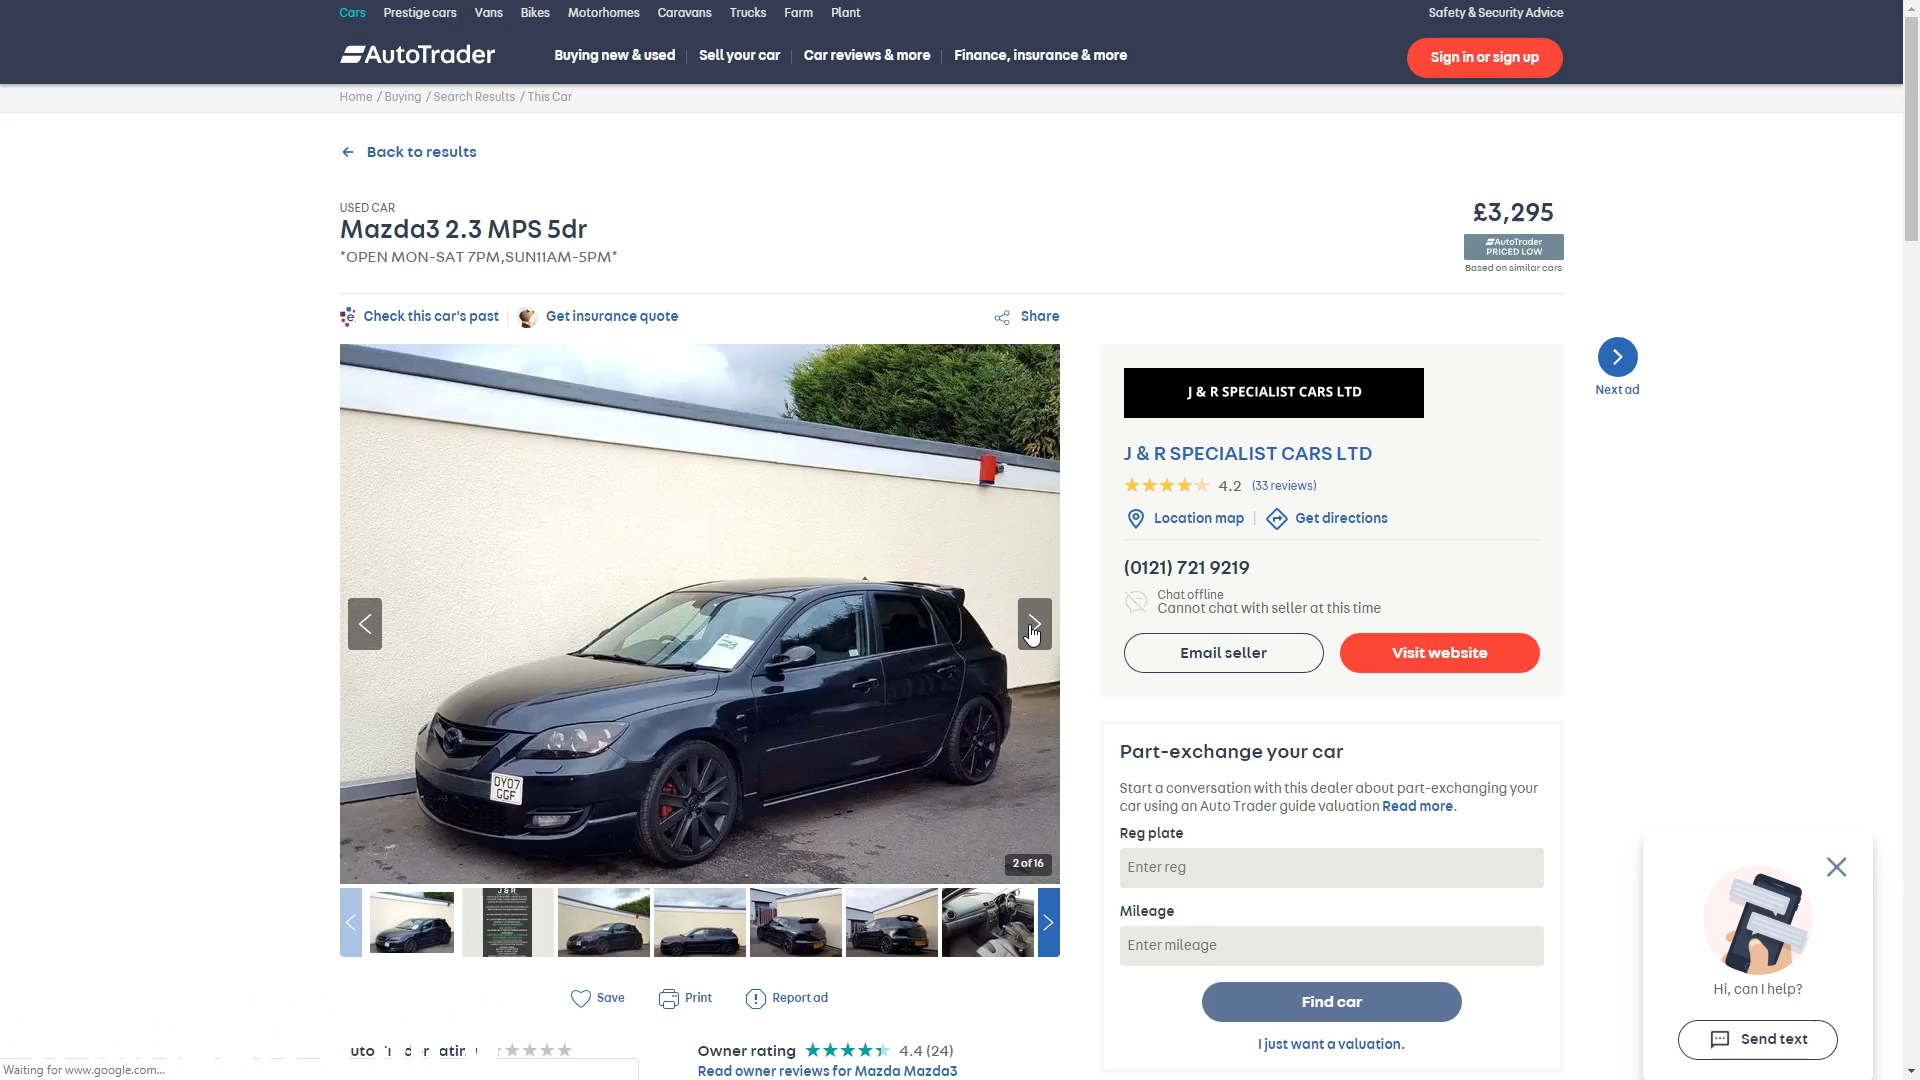 Cars Prestige cars Vans Bikes Motorhomes Caravans Trucks Farm Plant Safety & Security Advice
AutoTrader Buying new & used Sell your car Car reviews & more Finance, insurance & more Sign in or sign up
Home / Buying / Search Results / This Car
Back to results
USED CAR
Mazda3 2.3 MPS 5dr
*OPEN MON-SAT 7PM,SUN11AM-5PM*
£3,295
AutoTrader
PRICED LOW
Based on similar cars
Check this car's past Get insurance quote Share
Next ad
J & R SPECIALIST CARS LTD
J & R SPECIALIST CARS LTD
4.2 (33 reviews)
Location map Get directions
(0121) 721 9219
Chat offline
Cannot chat with seller at this time
Email seller Visit website
OY07
GGF
2 of 16
J & R
Part-exchange your car
Start a conversation with this dealer about part-exchanging your
car using an Auto Trader guide valuation Read more.
Reg plate
Enter reg
Mileage
Enter mileage
Find car
I just want a valuation.
Save Print Report ad
Owner rating 4.4 (24)
Read owner reviews for Mazda Mazda3
Hi, can I help?
Send text
Waiting for www.google.com...